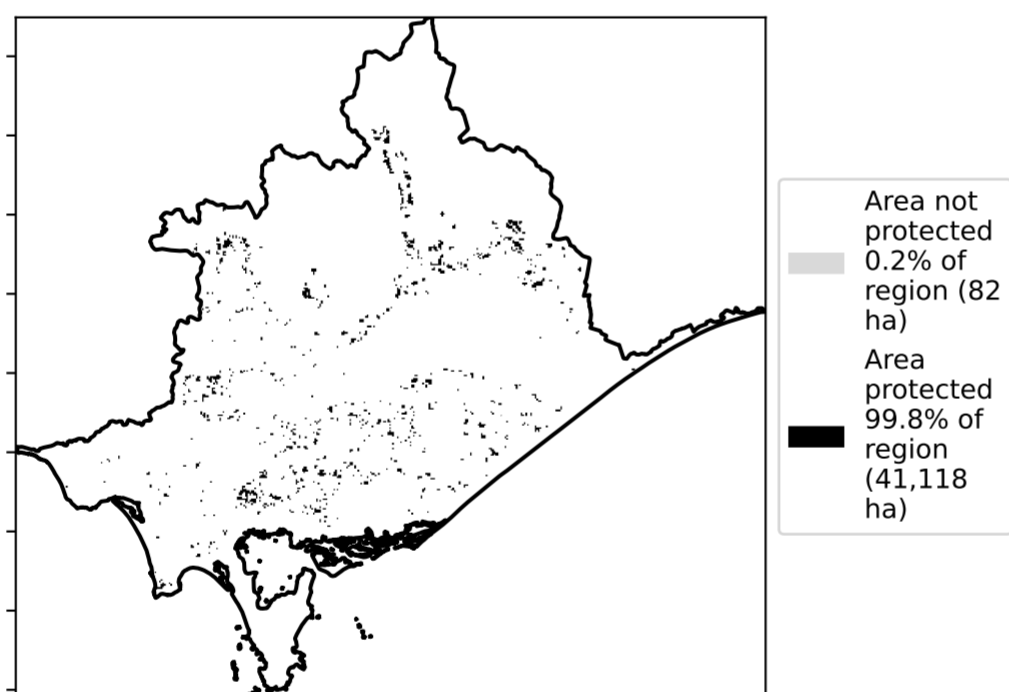 Area not
protected
0.2% of
region (82
ha)
Area
protected
99.8% of
region
(41,118
ha)